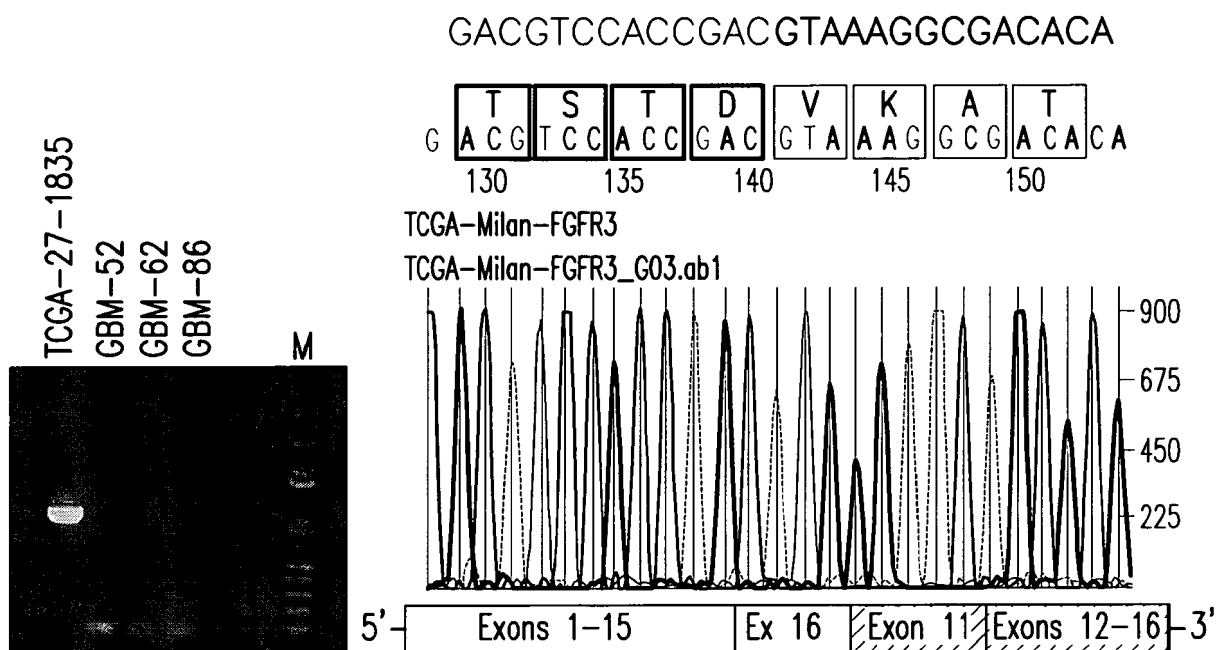 GACGTCCACCGACGTAAAGGCGACACA
T S T D V K A T
G ACG TCC ACC GAC GTA AAG GCG ACA CA
130 135 140 145 150
TCGA-Milan-FGFR3
TCGA-Milan-FGFR3_G03.ab1
TCGA-27-1835
GBM-52
GBM-62
GBM-86
M
900
675
450
225
5' Exons 1-15 Ex 16 Exon 11 Exons 12-16 3'